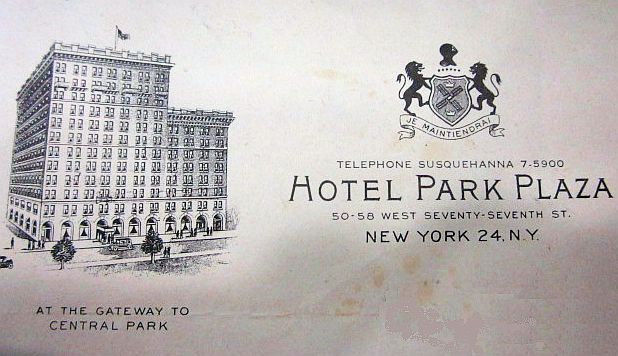 JE MAINTIENDRAI
TELEPHONE SUSQUEHANNA 7-5900
HOTEL PARK PLAZA
50-58 WEST SEVENTY-SEVENTH ST.
NEW YORK 24, N.Y.
AT THE GATEWAY TO
CENTRAL PARK